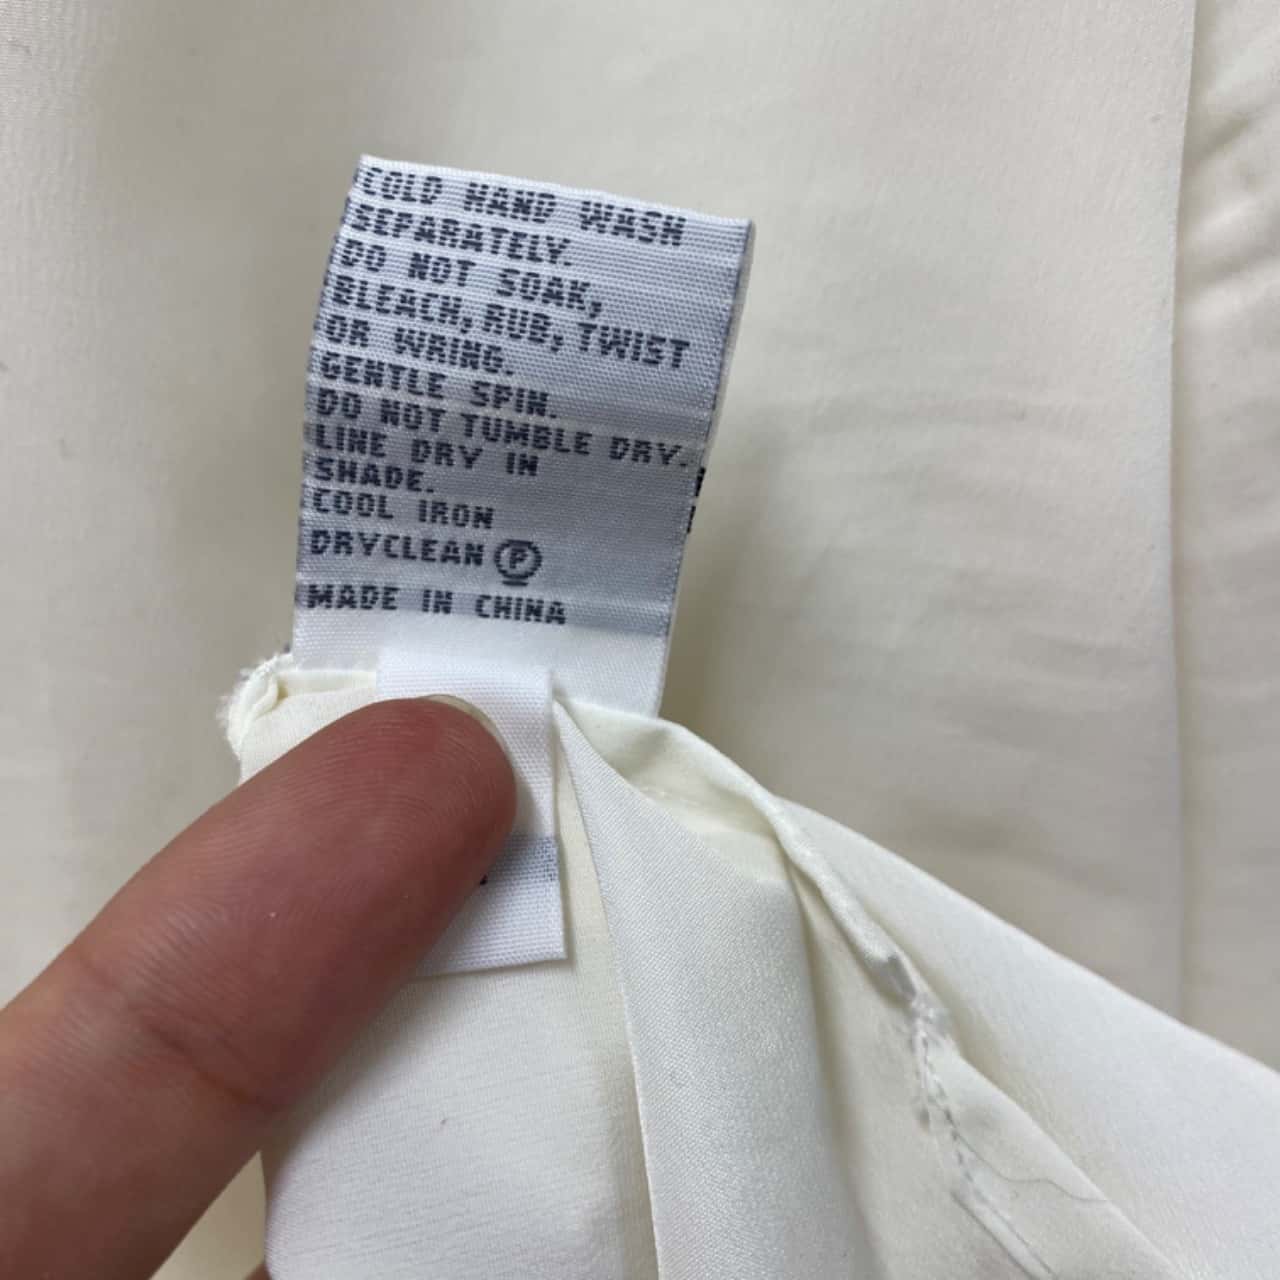 COLD HAND WASH
SEPARATELY.
DO NOT SOAK,
BLEACH, RUB, TWIST
OR WRING.
GENTLE SPIN.
DO NOT TUMBLE DRY.
LINE DRY IN
SHADE.
COOL IRON
DRYCLEAN Ⓟ
MADE IN CHINA